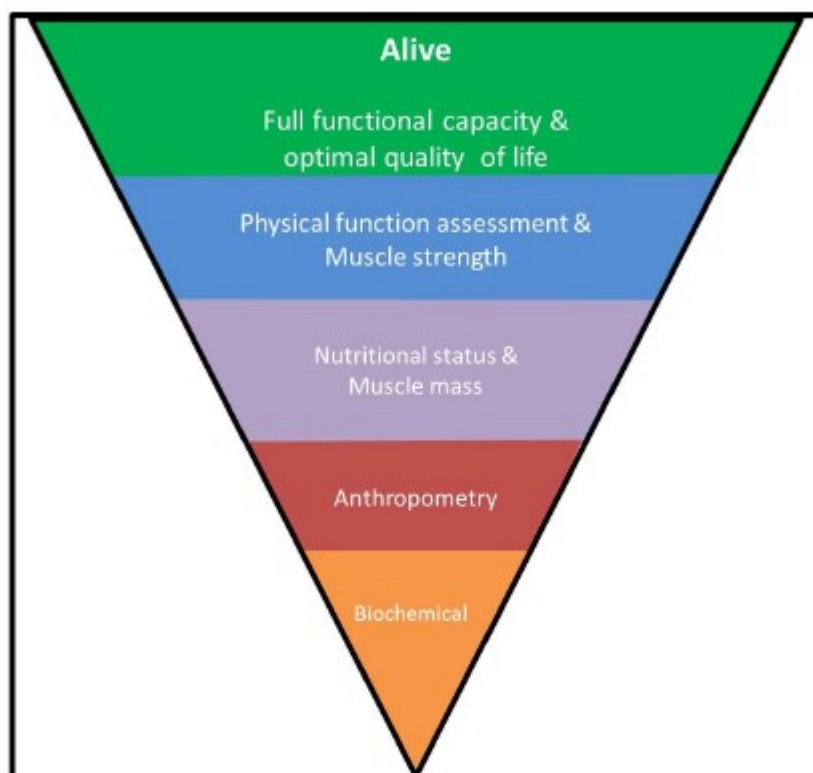 Alive
Full functional capacity &
optimal quality of life
Physical function assessment &
Muscle strength
Nutritional status &
Muscle mass
Anthropometry
Biochemical